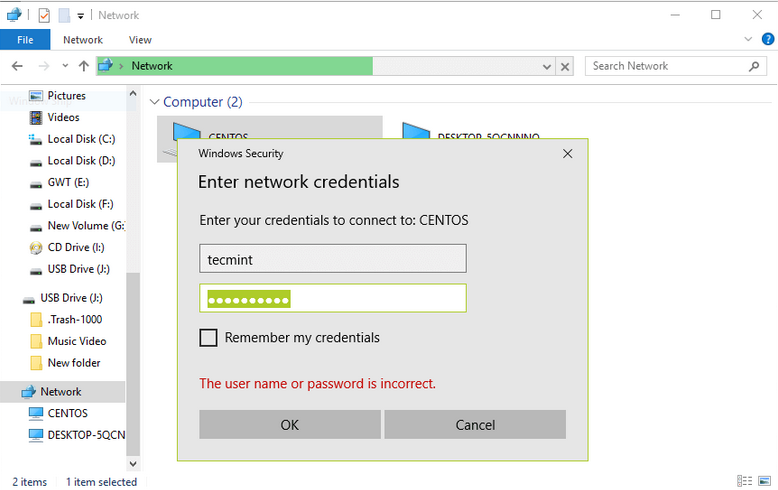 Network
File
Network
View
Network
Search Network
Pictures
Videos
Local Disk (C:)
Local Disk (D:)
GWT (E:)
Local Disk (F:)
New Volume (G:
CD Drive (I:)
USB Drive (J:)
USB Drive (J:)
.Trash-1000
Music Video
New folder
Network
CENTOS
DESKTOP-5QCN
Computer (2)
CENTOS
DESKTOP-5QCNNNO
Windows Security
Enter network credentials
Enter your credentials to connect to: CENTOS
tecmint
Remember my credentials
The user name or password is incorrect.
OK
Cancel
2 items
1 item selected